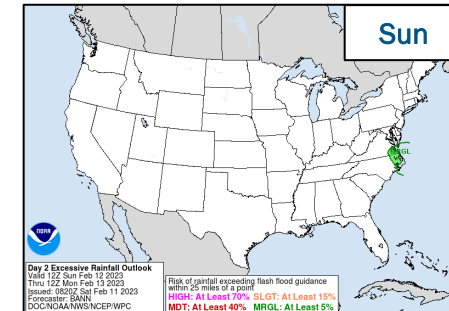 Sun
MRGL
NOAA
Day 2 Excessive Rainfall Outlook
Valid 12Z Sun Feb 12 2023
Thru 12Z Mon Feb 13 2023
Issued: 0820Z Sat Feb 11 2023
Forecaster: BANN
DOC/NOAA/NWS/NCEP/WPC
Risk of rainfall exceeding flash flood guidance
within 25 miles of a point
HIGH: At Least 70% SLGT: At Least 15%
MDT: At Least 40% MRGL: At Least 5%